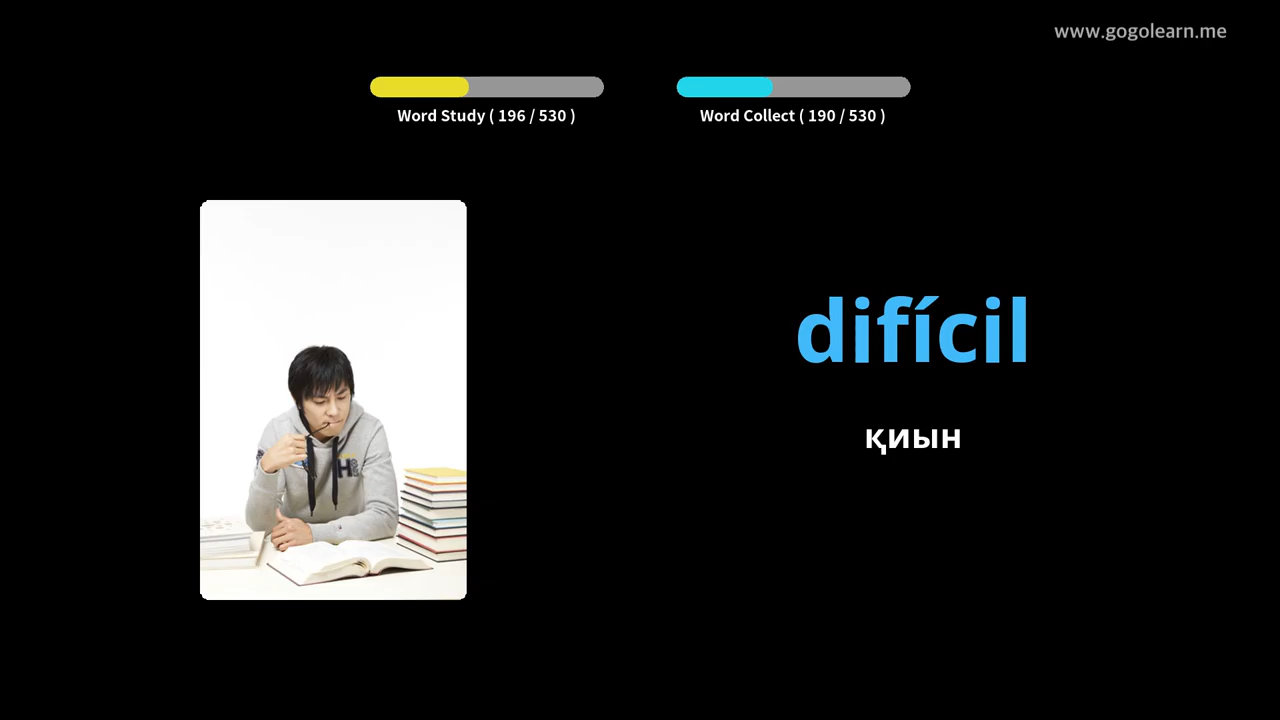 www.gogolearn.me
Word Study ( 196 / 530 )
Word Collect ( 190 / 530 )
difícil
қиын
H